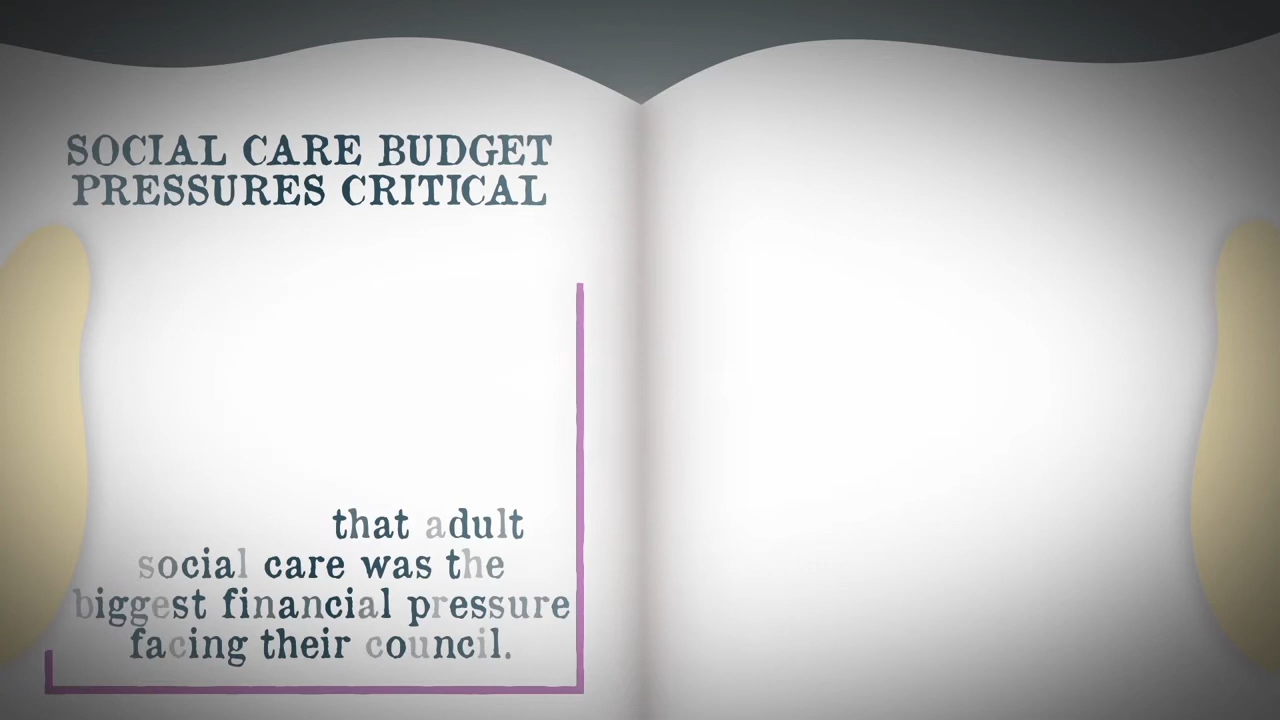 SOCIAL CARE BUDGET
PRESSURES CRITICAL
that adult
social care was the
biggest financial pressure
facing their council.